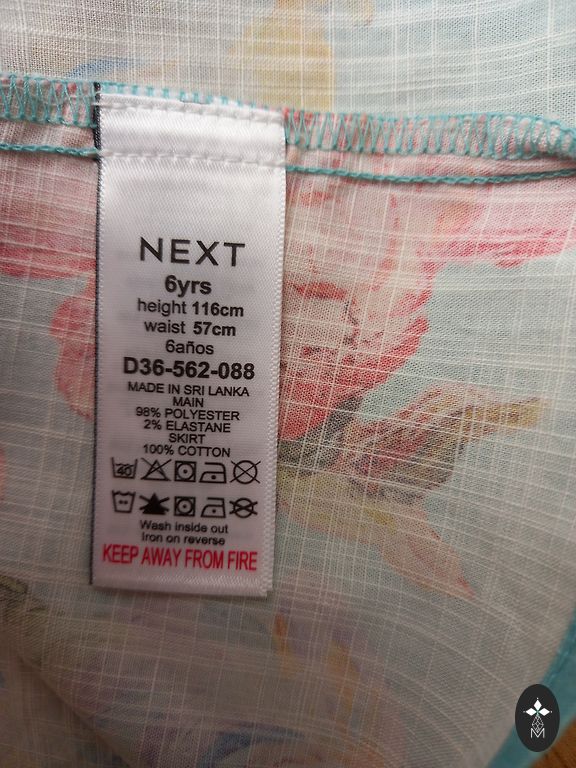 NEXT
6yrs
height 116cm
waist 57cm
6años
D36-562-088
MADE IN SRI LANKA
MAIN
98% POLYESTER
2% ELASTANE
SKIRT
100% COTTON
40
Wash inside out
Iron on reverse
KEEP AWAY FROM FIRE
M